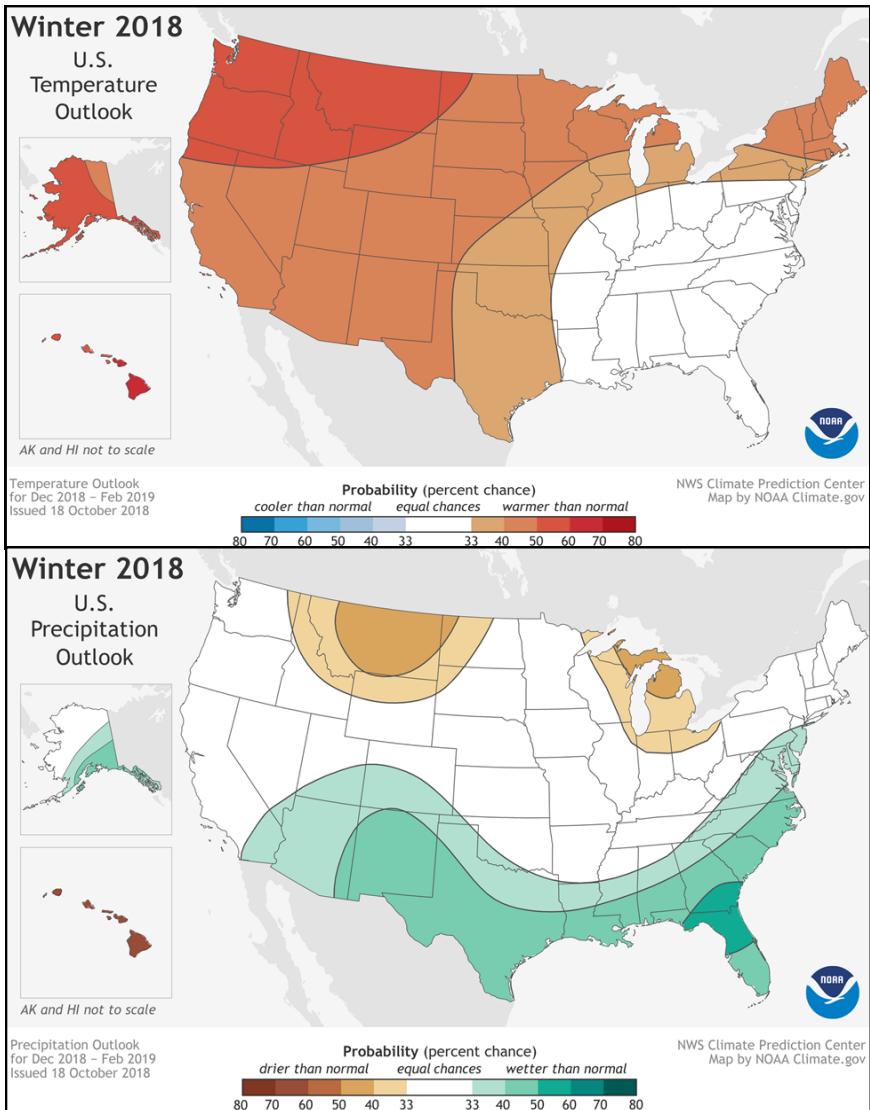 Winter 2018
U.S.
Temperature
Outlook
AK and HI not to scale
NOAA
Temperature Outlook
for Dec 2018 – Feb 2019
Issued 18 October 2018
Probability (percent chance)
cooler than normal equal chances warmer than normal
80 70 60 50 40 33 33 40 50 60 70 80
NWS Climate Prediction Center
Map by NOAA Climate.gov
Winter 2018
U.S.
Precipitation
Outlook
AK and HI not to scale
NOAA
Precipitation Outlook
for Dec 2018 – Feb 2019
Issued 18 October 2018
Probability (percent chance)
drier than normal equal chances wetter than normal
80 70 60 50 40 33 33 40 50 60 70 80
NWS Climate Prediction Center
Map by NOAA Climate.gov